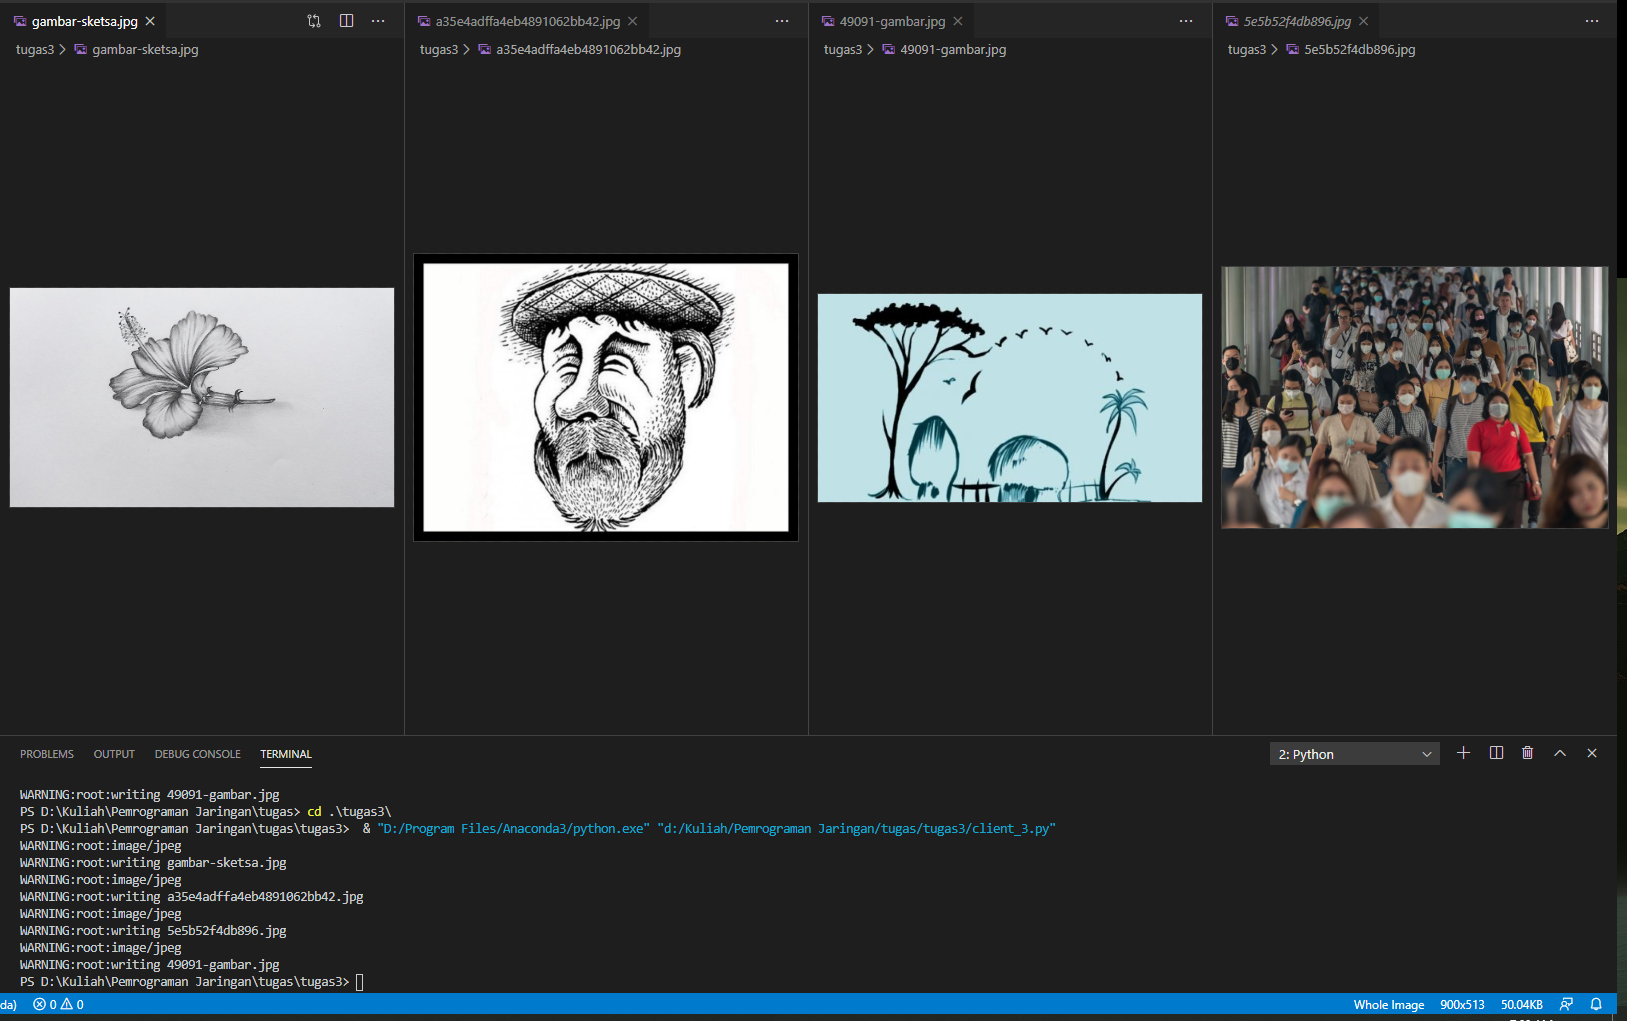 gambar-sketsa.jpg
a35e4adffa4eb4891062bb42.jpg
49091-gambar.jpg
5e5b52f4db896.jpg
tugas3 > gambar-sketsa.jpg
tugas3 > a35e4adffa4eb4891062bb42.jpg
tugas3 > 49091-gambar.jpg
tugas3 > 5e5b52f4db896.jpg
PROBLEMS OUTPUT DEBUG CONSOLE TERMINAL
2: Python
WARNING:root:writing 49091-gambar.jpg
PS D:\Kuliah\Pemrograman Jaringan\tugas> cd .\tugas3\
PS D:\Kuliah\Pemrograman Jaringan\tugas\tugas3> & "D:/Program Files/Anaconda3/python.exe" "d:/Kuliah/Pemrograman Jaringan/tugas/tugas3/client_3.py"
WARNING:root:image/jpeg
WARNING:root:writing gambar-sketsa.jpg
WARNING:root:image/jpeg
WARNING:root:writing a35e4adffa4eb4891062bb42.jpg
WARNING:root:image/jpeg
WARNING:root:writing 5e5b52f4db896.jpg
WARNING:root:image/jpeg
WARNING:root:writing 49091-gambar.jpg
PS D:\Kuliah\Pemrograman Jaringan\tugas\tugas3>
da) 0 0 Whole Image 900x513 50.04KB